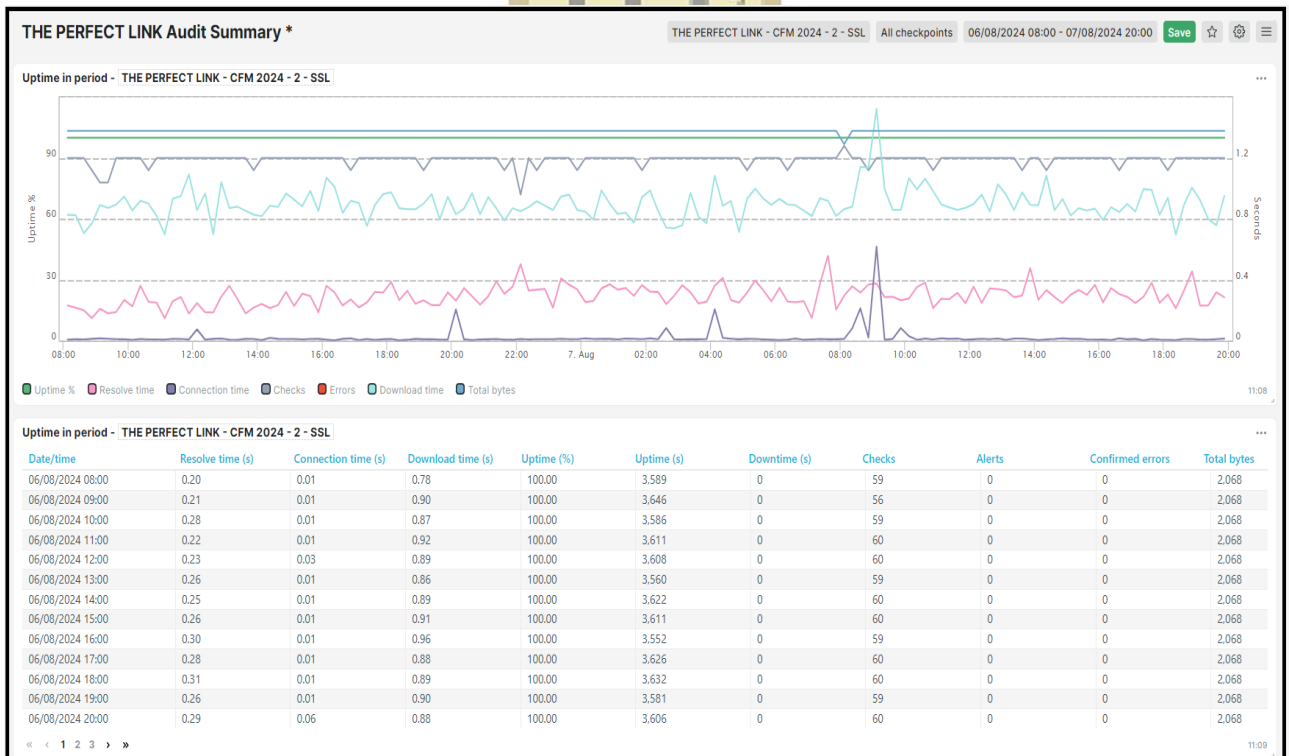 THE PERFECT LINK Audit Summary *
THE PERFECT LINK - CFM 2024 - 2 - SSL All checkpoints 06/08/2024 08:00 - 07/08/2024 20:00 Save
Uptime in period - THE PERFECT LINK - CFM 2024 - 2 - SSL
90
60
30
0
Uptime %
1.2
0.8
0.4
0
Seconds
08:00 10:00 12:00 14:00 16:00 18:00 20:00 22:00 7. Aug 02:00 04:00 06:00 08:00 10:00 12:00 14:00 16:00 18:00 20:00
Uptime % Resolve time Connection time Checks Errors Download time Total bytes 11:08
Uptime in period - THE PERFECT LINK - CFM 2024 - 2 - SSL
Date/time Resolve time (s) Connection time (s) Download time (s) Uptime (%) Uptime (s) Downtime (s) Checks Alerts Confirmed errors Total bytes
06/08/2024 08:00 0.20 0.01 0.78 100.00 3,589 0 59 0 0 2,068
06/08/2024 09:00 0.21 0.01 0.90 100.00 3,646 0 56 0 0 2,068
06/08/2024 10:00 0.28 0.01 0.87 100.00 3,586 0 59 0 0 2,068
06/08/2024 11:00 0.22 0.01 0.92 100.00 3,611 0 60 0 0 2,068
06/08/2024 12:00 0.23 0.03 0.89 100.00 3,608 0 60 0 0 2,068
06/08/2024 13:00 0.26 0.01 0.86 100.00 3,560 0 59 0 0 2,068
06/08/2024 14:00 0.25 0.01 0.89 100.00 3,622 0 60 0 0 2,068
06/08/2024 15:00 0.26 0.01 0.91 100.00 3,611 0 60 0 0 2,068
06/08/2024 16:00 0.30 0.01 0.96 100.00 3,552 0 59 0 0 2,068
06/08/2024 17:00 0.28 0.01 0.88 100.00 3,626 0 60 0 0 2,068
06/08/2024 18:00 0.31 0.01 0.89 100.00 3,632 0 60 0 0 2,068
06/08/2024 19:00 0.26 0.01 0.90 100.00 3,581 0 59 0 0 2,068
06/08/2024 20:00 0.29 0.06 0.88 100.00 3,606 0 60 0 0 2,068
« ‹ 1 2 3 › » 11:09